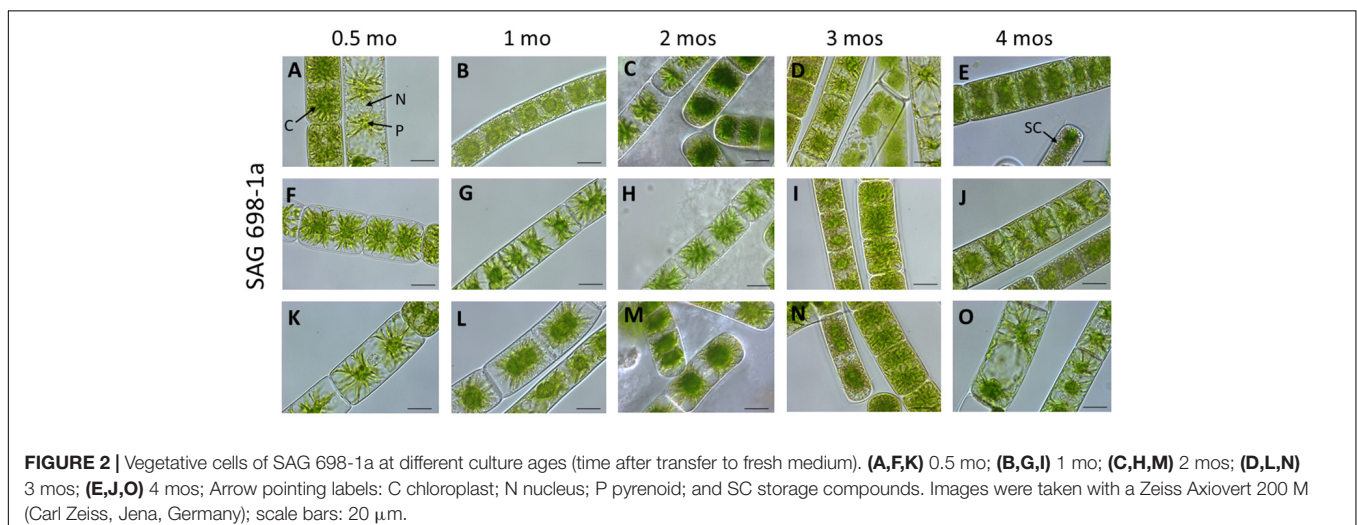 0.5 mo 1 mo 2 mos 3 mos 4 mos
A B C D E
N
C P
SC
SAG 698-1a
F G H I J
K L M N O
FIGURE 2 | Vegetative cells of SAG 698-1a at different culture ages (time after transfer to fresh medium). (A,F,K) 0.5 mo; (B,G,I) 1 mo; (C,H,M) 2 mos; (D,L,N)
3 mos; (E,J,O) 4 mos; Arrow pointing labels: C chloroplast; N nucleus; P pyrenoid; and SC storage compounds. Images were taken with a Zeiss Axiovert 200 M
(Carl Zeiss, Jena, Germany); scale bars: 20 μm.